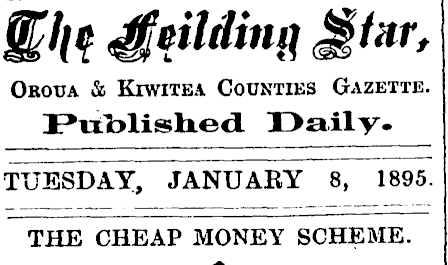 The Feilding Star,
OROUA & KIWITEA COUNTIES GAZETTE.
Published Daily.
TUESDAY, JANUARY 8, 1895.
THE CHEAP MONEY SCHEME.